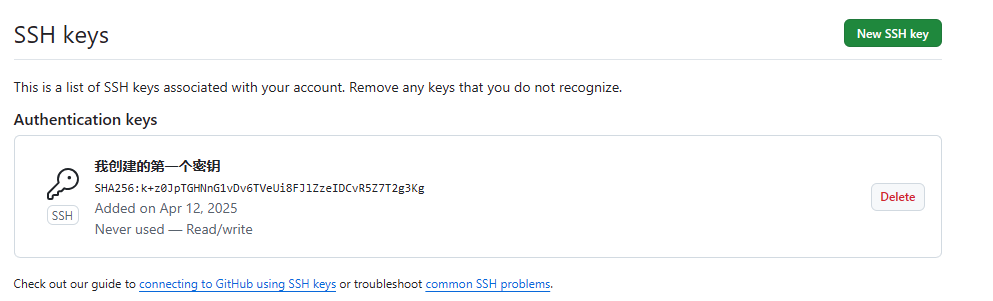 SSH keys
New SSH key
This is a list of SSH keys associated with your account. Remove any keys that you do not recognize.
Authentication keys
我创建的第一个密钥
SHA256:k+z0JpTGHNnG1vDv6TVeUi8FJ1ZzeIDCvR5Z7T2g3Kg
SSH
Added on Apr 12, 2025
Delete
Never used — Read/write
Check out our guide to connecting to GitHub using SSH keys or troubleshoot common SSH problems.